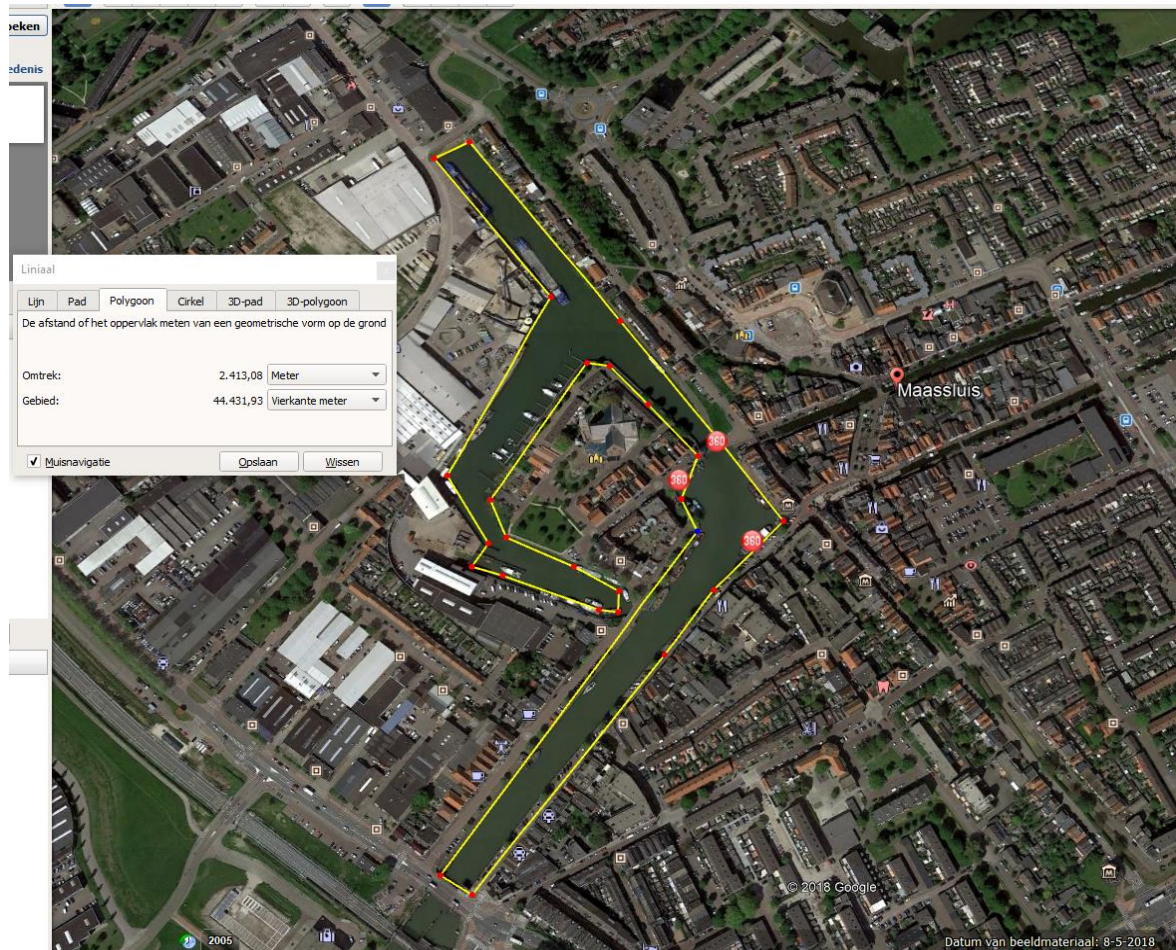 oeken
edenis
Liniaal
Lijn Pad Polygoon Cirkel 3D-pad 3D-polygoon
De afstand of het oppervlak meten van een geometrische vorm op de grond
Omtrek: 2.413,08 Meter
Gebied: 44.431,93 Vierkante meter
Muisnavigatie Opslaan Wissen
Maassluis
360
360
360
© 2018 Google
2005
Datum van beeldmateriaal: 8-5-2018